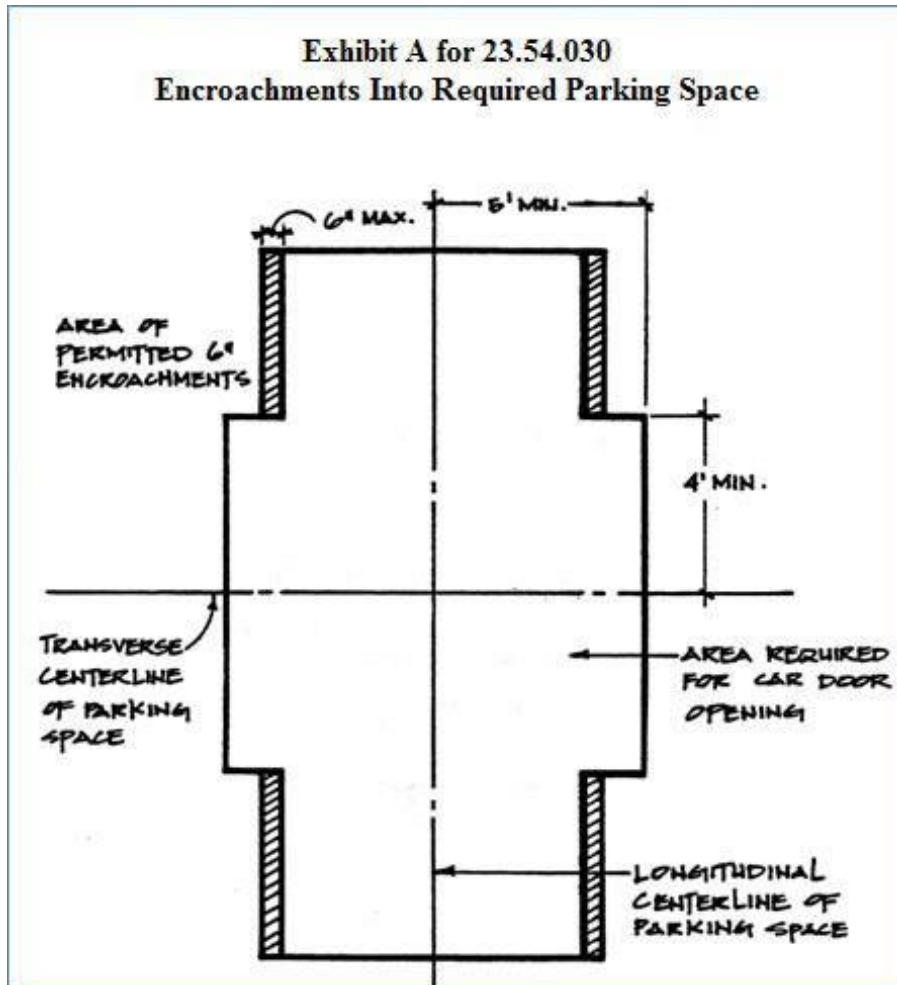 Exhibit A for 23.54.030
Encroachments Into Required Parking Space
6" MAX.
5' MIN.
AREA OF
PERMITTED 6"
ENCROACHMENTS
4' MIN.
TRANSVERSE
CENTERLINE
OF PARKING
SPACE
AREA REQUIRED
FOR CAR DOOR
OPENING
LONGITUDINAL
CENTERLINE OF
PARKING SPACE